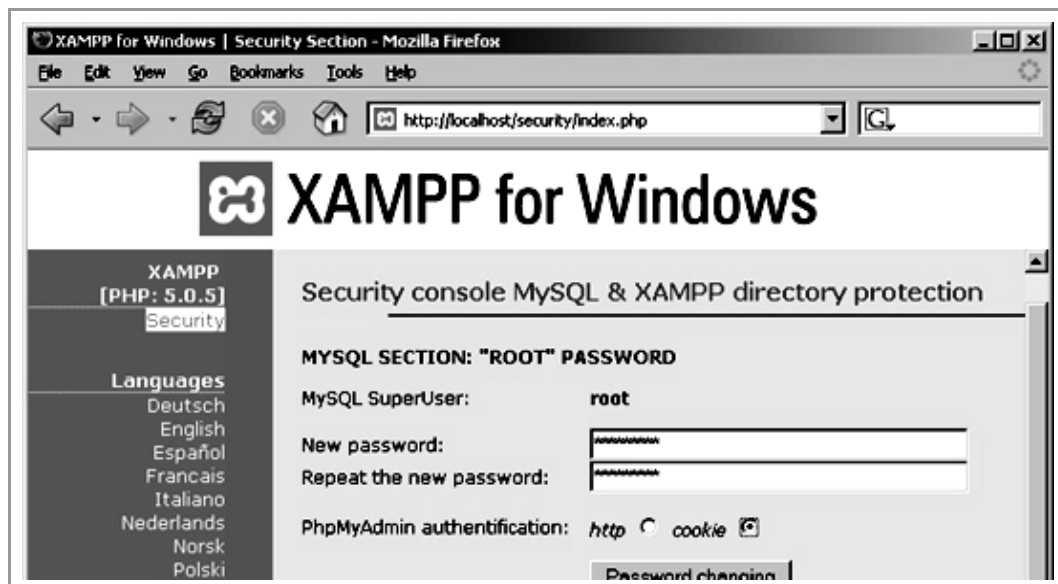 XAMPP for Windows | Security Section - Mozilla Firefox
File Edit View Go Bookmarks Tools Help
http://localhost/security/index.php
G
XAMPP for Windows
XAMPP
[PHP: 5.0.5]
Security
Languages
Deutsch
English
Español
Francais
Italiano
Nederlands
Norsk
Polski
Security console MySQL & XAMPP directory protection
MYSQL SECTION: "ROOT" PASSWORD
MySQL SuperUser: root
New password: *********
Repeat the new password: *********
PhpMyAdmin authentification: http cookie
Password changing